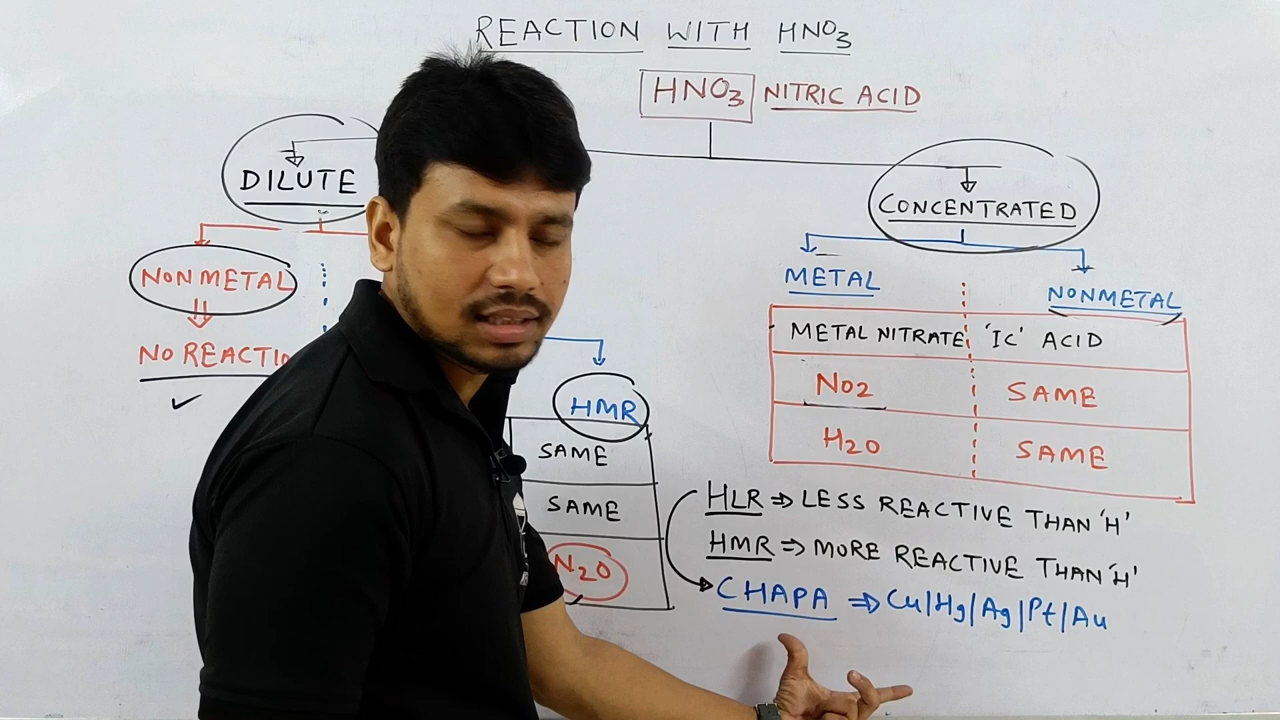 REACTION WITH HNO3
HNO3 NITRIC ACID
DILUTE
CONCENTRATED
NONMETAL
NO REACTIO
HMR
SAME
SAME
N2O
METAL
NONMETAL
METAL NITRATE 'Ic' ACID
NO2 SAME
H2O SAME
HLR ⇒ LESS REACTIVE THAN 'H'
HMR ⇒ MORE REACTIVE THAN 'H'
CHAPA ⇒ Cu|Hg|Ag|Pt|Au